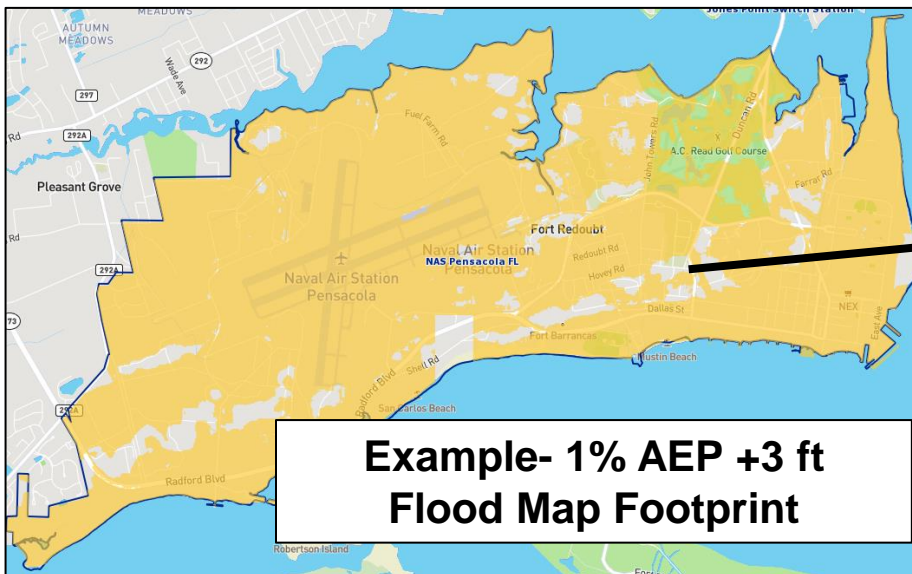 Jones Point Switch Station
AUTUMN
MEADOWS
Wade Ave
292
297
Rd
292A
Fuel Farm Rd
John Towers Rd
Duncan Rd
A.C. Read Golf Course
Pleasant Grove
Farrar Rd
Rd
Fort Redoubt
Naval Air Station
Pensacola
NAS Pensacola FL
Naval Air Station
Pensacola
Redoubt Rd
Hovey Rd
292A
NEX
Dallas St
East Ave
73
Fort Barrancas
Mustin Beach
Shell Rd
Radford Blvd
San Carlos Beach
292A
Radford Blvd
Example- 1% AEP +3 ft
Flood Map Footprint
Robertson Island